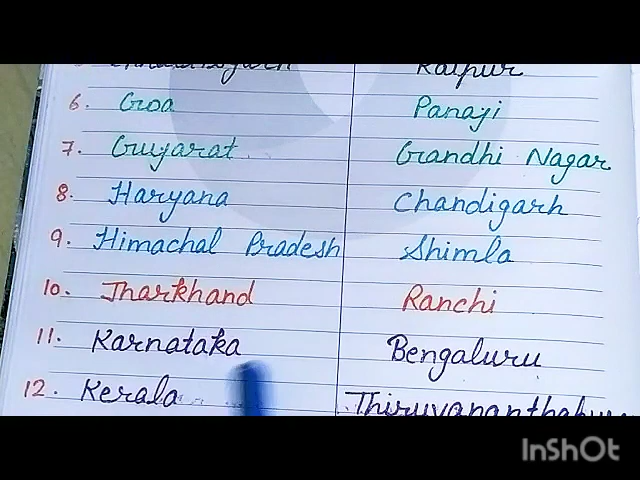 Raipur
6. Goa Panaji
7. Gujarat Gandhi Nagar
8. Haryana Chandigarh
9. Himachal Pradesh Shimla
10. Jharkhand Ranchi
11. Karnataka Bengaluru
12. Kerala
InShOt